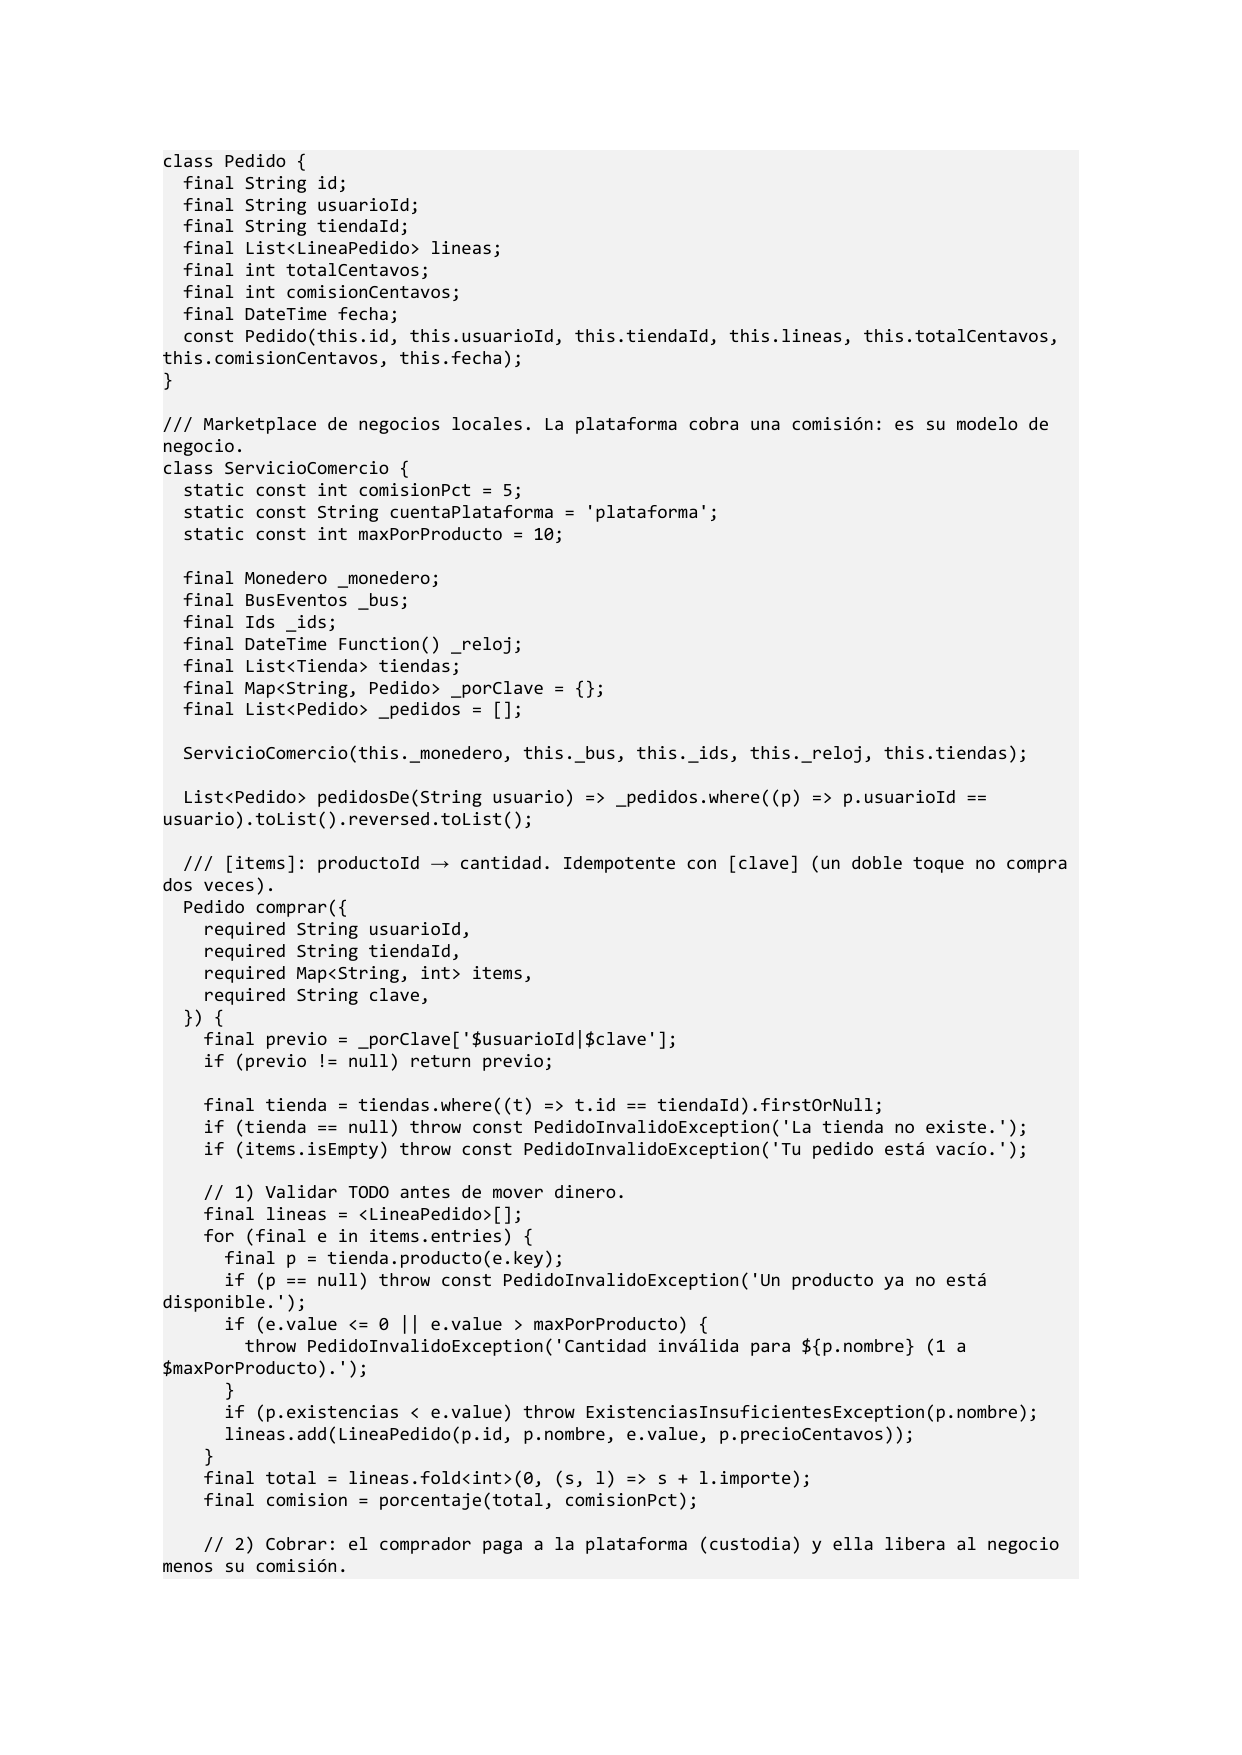 class Pedido {
  final String id;
  final String usuarioId;
  final String tiendaId;
  final List<LineaPedido> lineas;
  final int totalCentavos;
  final int comisionCentavos;
  final DateTime fecha;
  const Pedido(this.id, this.usuarioId, this.tiendaId, this.lineas, this.totalCentavos,
this.comisionCentavos, this.fecha);
}

/// Marketplace de negocios locales. La plataforma cobra una comisión: es su modelo de
negocio.
class ServicioComercio {
  static const int comisionPct = 5;
  static const String cuentaPlataforma = 'plataforma';
  static const int maxPorProducto = 10;

  final Monedero _monedero;
  final BusEventos _bus;
  final Ids _ids;
  final DateTime Function() _reloj;
  final List<Tienda> tiendas;
  final Map<String, Pedido> _porClave = {};
  final List<Pedido> _pedidos = [];

  ServicioComercio(this._monedero, this._bus, this._ids, this._reloj, this.tiendas);

  List<Pedido> pedidosDe(String usuario) => _pedidos.where((p) => p.usuarioId ==
usuario).toList().reversed.toList();

  /// [items]: productoId → cantidad. Idempotente con [clave] (un doble toque no compra
dos veces).
  Pedido comprar({
    required String usuarioId,
    required String tiendaId,
    required Map<String, int> items,
    required String clave,
  }) {
    final previo = _porClave['$usuarioId|$clave'];
    if (previo != null) return previo;

    final tienda = tiendas.where((t) => t.id == tiendaId).firstOrNull;
    if (tienda == null) throw const PedidoInvalidoException('La tienda no existe.');
    if (items.isEmpty) throw const PedidoInvalidoException('Tu pedido está vacío.');

    // 1) Validar TODO antes de mover dinero.
    final lineas = <LineaPedido>[];
    for (final e in items.entries) {
      final p = tienda.producto(e.key);
      if (p == null) throw const PedidoInvalidoException('Un producto ya no está
disponible.');
      if (e.value <= 0 || e.value > maxPorProducto) {
        throw PedidoInvalidoException('Cantidad inválida para ${p.nombre} (1 a
$maxPorProducto).');
      }
      if (p.existencias < e.value) throw ExistenciasInsuficientesException(p.nombre);
      lineas.add(LineaPedido(p.id, p.nombre, e.value, p.precioCentavos));
    }
    final total = lineas.fold<int>(0, (s, l) => s + l.importe);
    final comision = porcentaje(total, comisionPct);

    // 2) Cobrar: el comprador paga a la plataforma (custodia) y ella libera al negocio
menos su comisión.